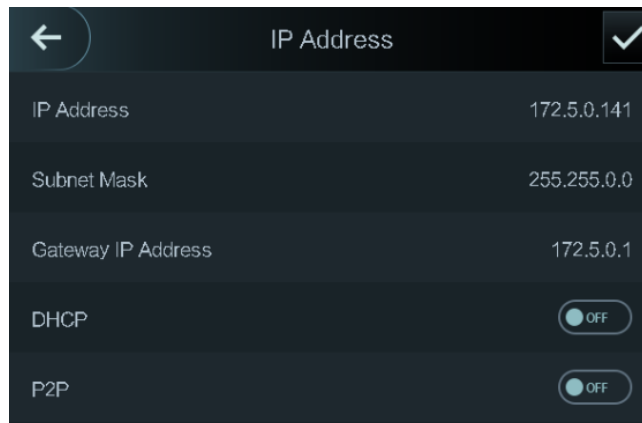 IP Address
IP Address 172.5.0.141
Subnet Mask 255.255.0.0
Gateway IP Address 172.5.0.1
DHCP OFF
P2P OFF